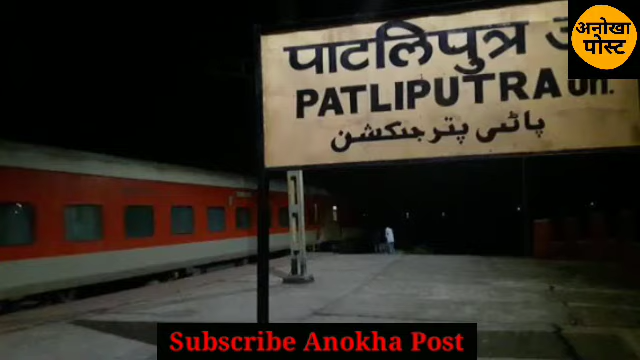 पाटलिपुत्र
PATLIPUTRA Jn.
پاٹلی پتر جنکشن
अनोखा
पोस्ट
Subscribe Anokha Post